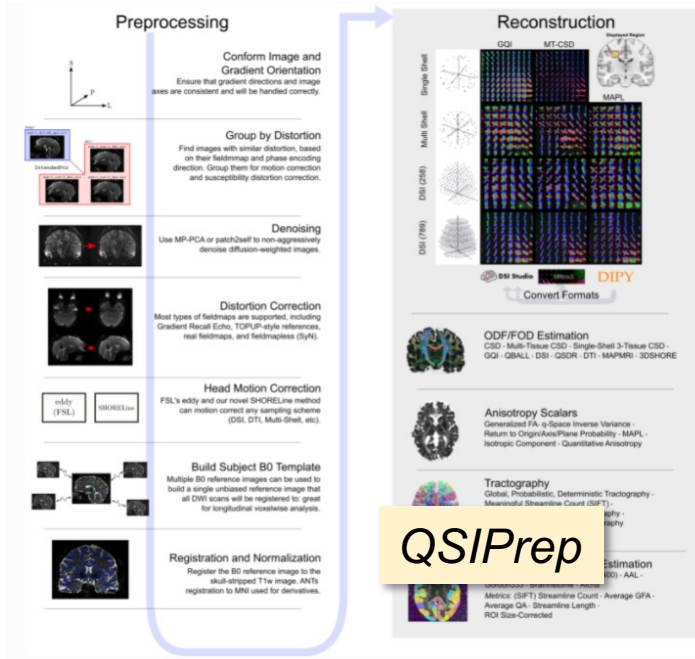 Preprocessing
S
P
L
Conform Image and
Gradient Orientation
Ensure that gradient directions and image
axes are consistent and will be handled correctly.
IntendedFor
Group by Distortion
Find images with similar distortion, based
on their fieldmmap and phase encoding
direction. Group them for motion correction
and susceptibility distortion correction.
Denoising
Use MP-PCA or patch2self to non-aggressively
denoise diffusion-weighted images.
Distortion Correction
Most types of fieldmaps are supported, including
Gradient Recall Echo, TOPUP-style references,
real fieldmaps, and fieldmapless (SyN).
eddy
(FSL)
SHORELine
Head Motion Correction
FSL's eddy and our novel SHORELine method
can motion correct any sampling scheme
(DSI, DTI, Multi-Shell, etc).
Build Subject B0 Template
Multiple B0 reference images can be used to
build a single unbiased reference image that
all DWI scans will be registered to: great
for longitudinal voxelwise analysis.
Registration and Normalization
Register the B0 reference image to the
skull-stripped T1w image. ANTs
registration to MNI used for derivatives.
Reconstruction
Displayed Region
GQI
MT-CSD
MAPL
Single Shell
Multi Shell
DSI (258)
DSI (789)
DSI Studio
MRtrix3
DIPY
Convert Formats
ODF/FOD Estimation
CSD · Multi-Tissue CSD · Single-Shell 3-Tissue CSD ·
GQI · QBALL · DSI · QSDR · DTI · MAPMRI · 3DSHORE
Anisotropy Scalars
Generalized FA · q-Space Inverse Variance ·
Return to Origin/Axis/Plane Probability · MAPL ·
Isotropic Component · Quantitative Anisotropy
Tractography
Global, Probabilistic, Deterministic Tractography ·
Meaningful Streamline Count (SIFT) ·
QSIPrep
Estimation
AAL ·
Metrics: (SIFT) Streamline Count · Average GFA ·
Average QA · Streamline Length ·
ROI Size-Corrected